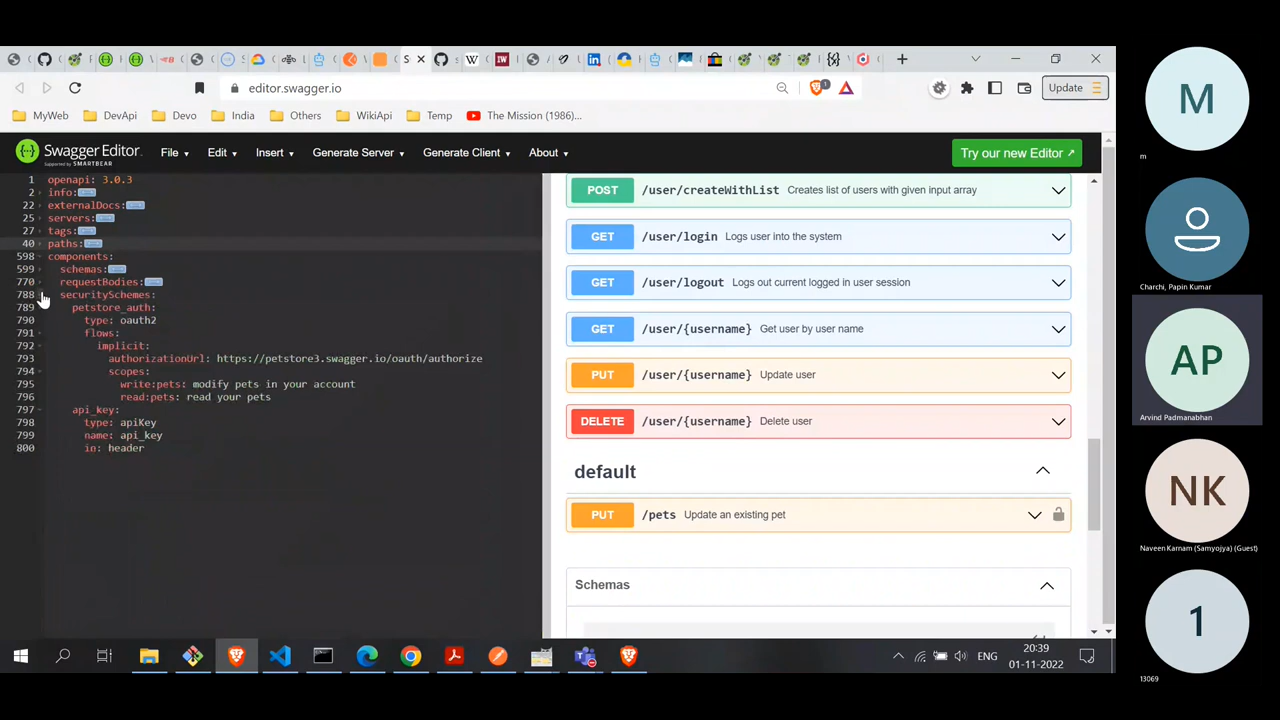 editor.swagger.io
Update
MyWeb
DevApi
Devo
India
Others
WikiApi
Temp
The Mission (1986)...
Swagger Editor.
Supported by SMARTBEAR
File
Edit
Insert
Generate Server
Generate Client
About
Try our new Editor
1 openapi: 3.0.3
2 info:
22 externalDocs:
25 servers:
27 tags:
40 paths:
598 components:
599 schemas:
770 requestBodies:
788 securitySchemes:
789 petstore_auth:
790 type: oauth2
791 flows:
792 implicit:
793 authorizationUrl: https://petstore3.swagger.io/oauth/authorize
794 scopes:
795 write:pets: modify pets in your account
796 read:pets: read your pets
797 api_key:
798 type: apiKey
799 name: api_key
800 in: header
POST /user/createWithList Creates list of users with given input array
GET /user/login Logs user into the system
GET /user/logout Logs out current logged in user session
GET /user/{username} Get user by user name
PUT /user/{username} Update user
DELETE /user/{username} Delete user
default
PUT /pets Update an existing pet
Schemas
ENG
20:39
01-11-2022
M
m
Charchi, Papin Kumar
AP
Arvind Padmanabhan
NK
Naveen Karnam (Samyojya) (Guest)
1
13069